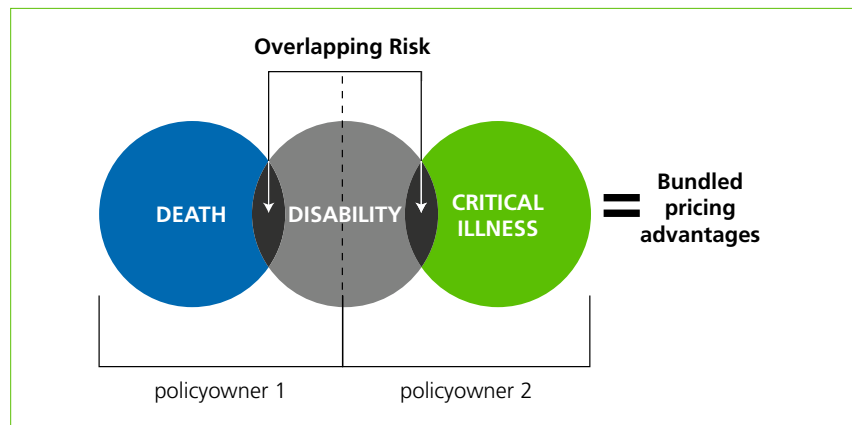 Overlapping Risk
DEATH
DISABILITY
CRITICAL
ILLNESS
=
Bundled
pricing
advantages
policyowner 1
policyowner 2